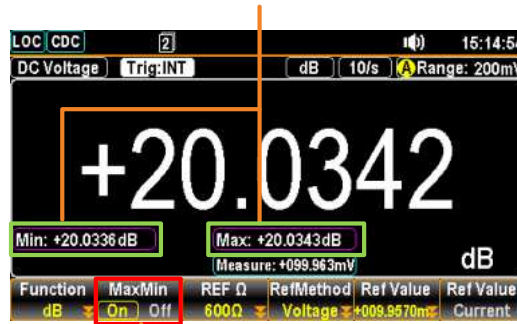 LOC CDC 2 15:14:54
DC Voltage Trig:INT dB 10/s A Range: 200mV
+20.0342
Min: +20.0336dB Max: +20.0343dB
Measure: +099.963mV dB
Function MaxMin REF Ω RefMethod Ref Value Ref Value
dB On Off 600Ω Voltage +009.9570m Current